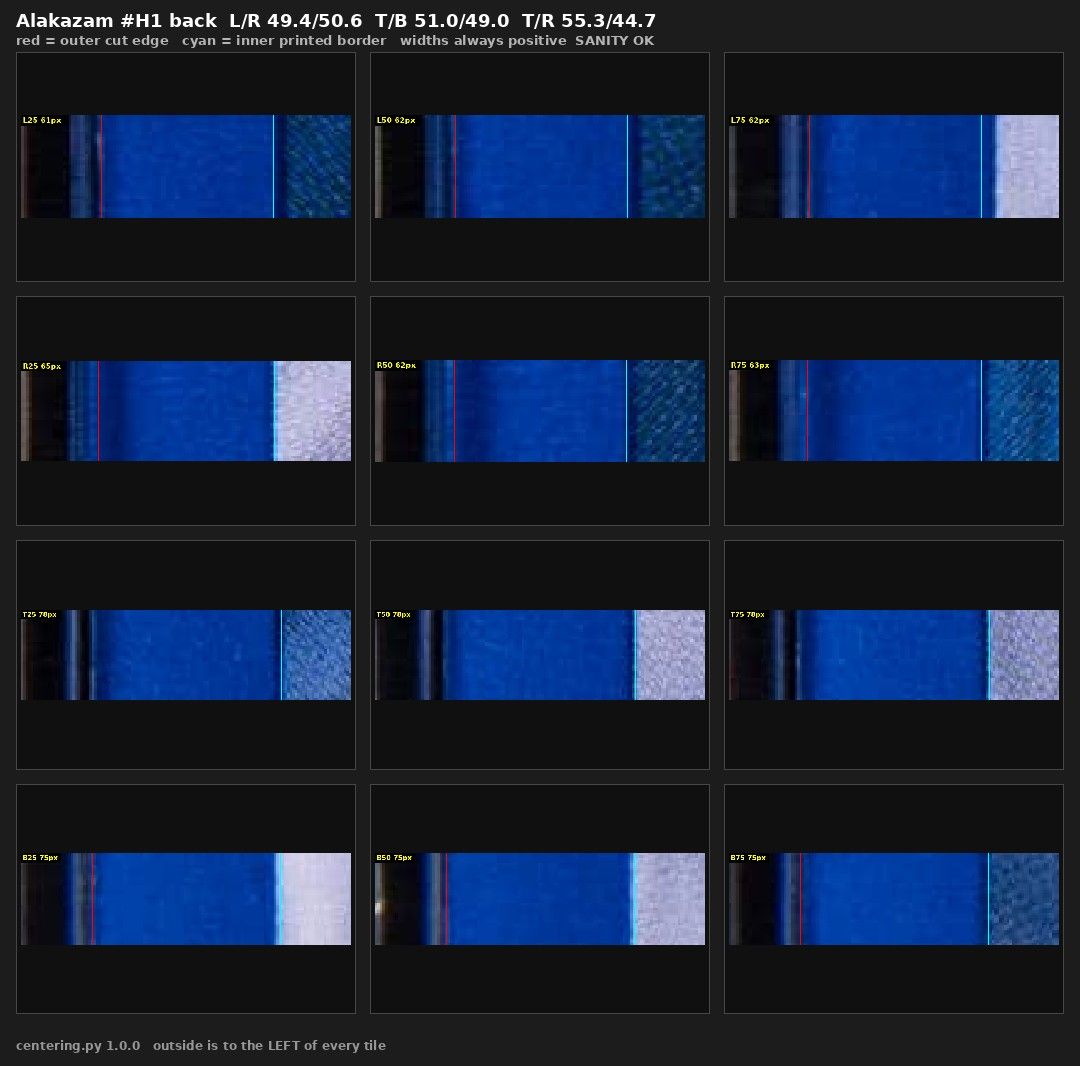 Alakazam #H1 back  L/R 49.4/50.6  T/B 51.0/49.0  T/R 55.3/44.7
red = outer cut edge   cyan = inner printed border   widths always positive  SANITY OK
L25 61px
L50 62px
L75 62px
R25 65px
R50 62px
R75 63px
T25 78px
T50 78px
T75 78px
B25 75px
B50 75px
B75 75px
centering.py 1.0.0   outside is to the LEFT of every tile